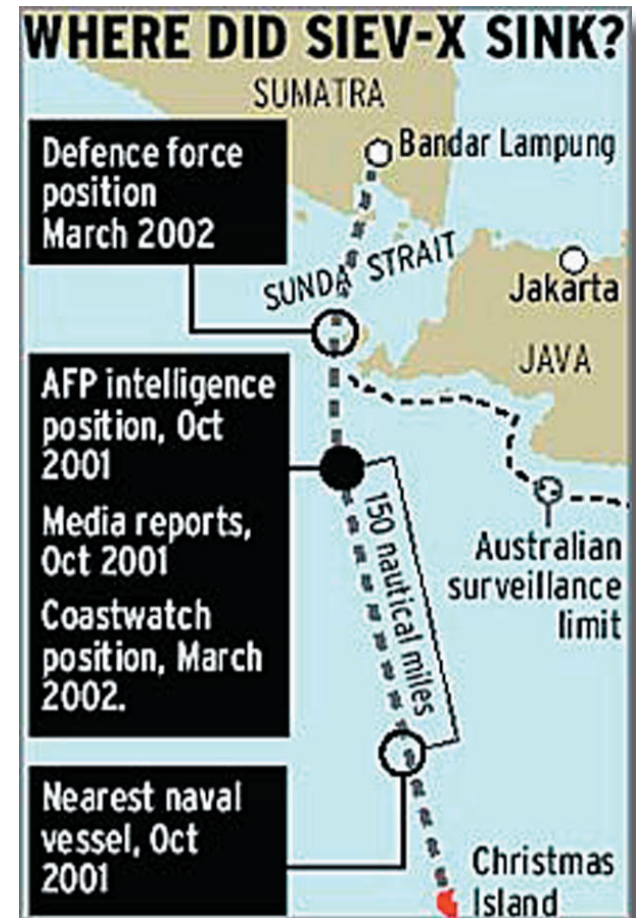 WHERE DID SIEV-X SINK?
SUMATRA
Bandar Lampung
Defence force
position
March 2002
SUNDA STRAIT
Jakarta
JAVA
AFP intelligence
position, Oct
2001
Media reports,
Oct 2001
Coastwatch
position, March
2002.
150 nautical miles
Australian
surveillance
limit
Nearest naval
vessel, Oct
2001
Christmas
Island